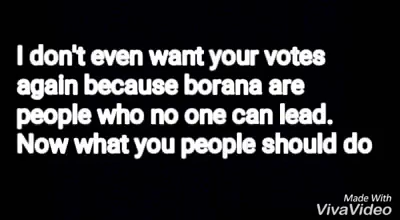 I don't even want your votes
again because borana are
people who no one can lead.
Now what you people should do
Made With
VivaVideo